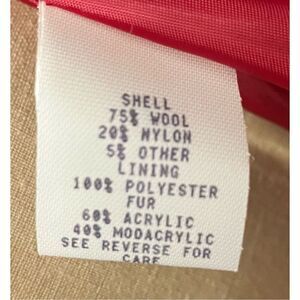 SHELL
75% WOOL
20% NYLON
5% OTHER
LINING
100% POLYESTER
FUR
60% ACRYLIC
40% MODACRYLIC
SEE REVERSE FOR
CARE